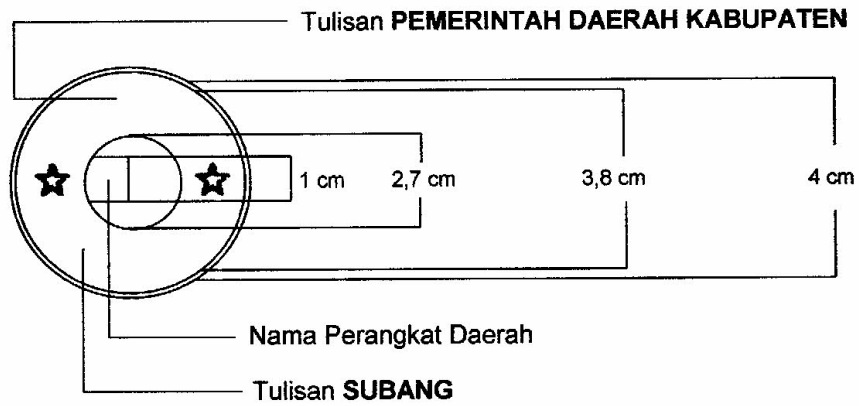 Tulisan PEMERINTAH DAERAH KABUPATEN
1 cm 2,7 cm 3,8 cm 4 cm
Nama Perangkat Daerah
Tulisan SUBANG